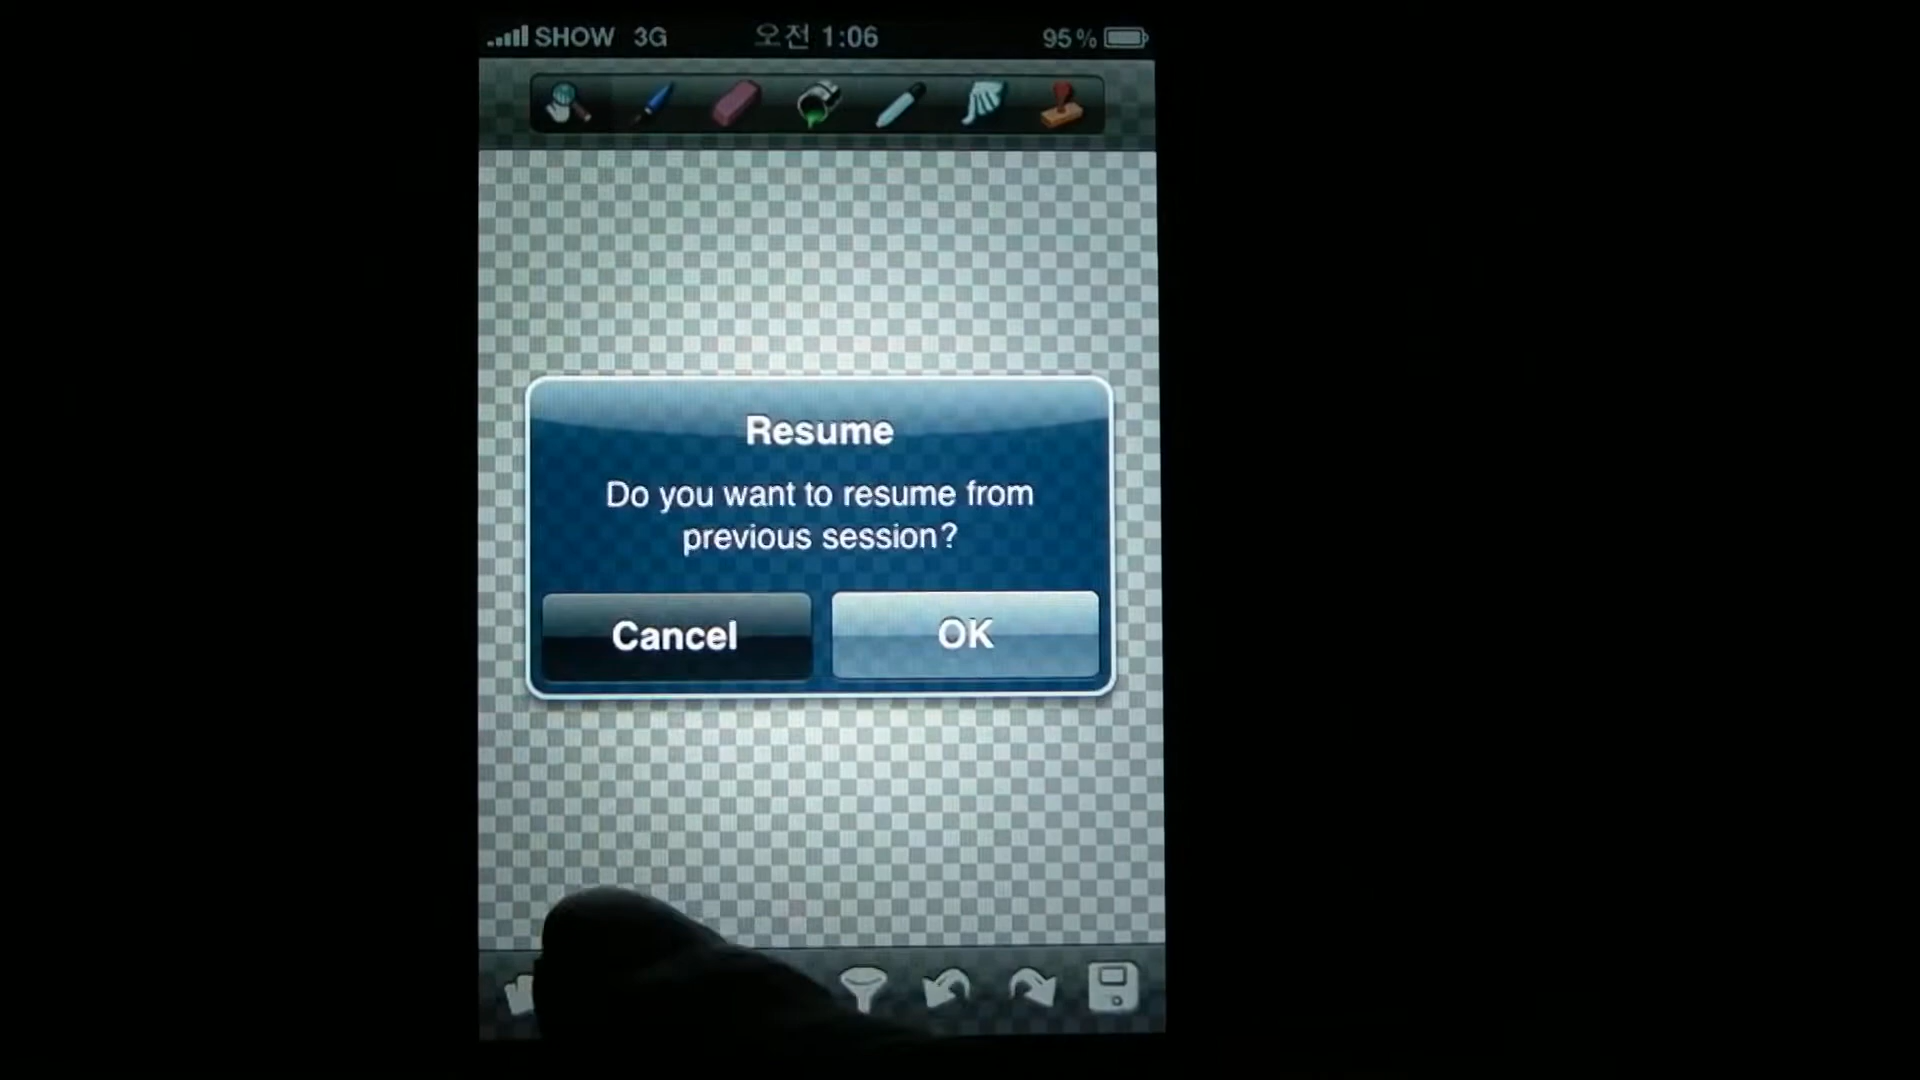 SHOW 3G 오전 1:06 95%
Resume
Do you want to resume from
previous session?
Cancel OK